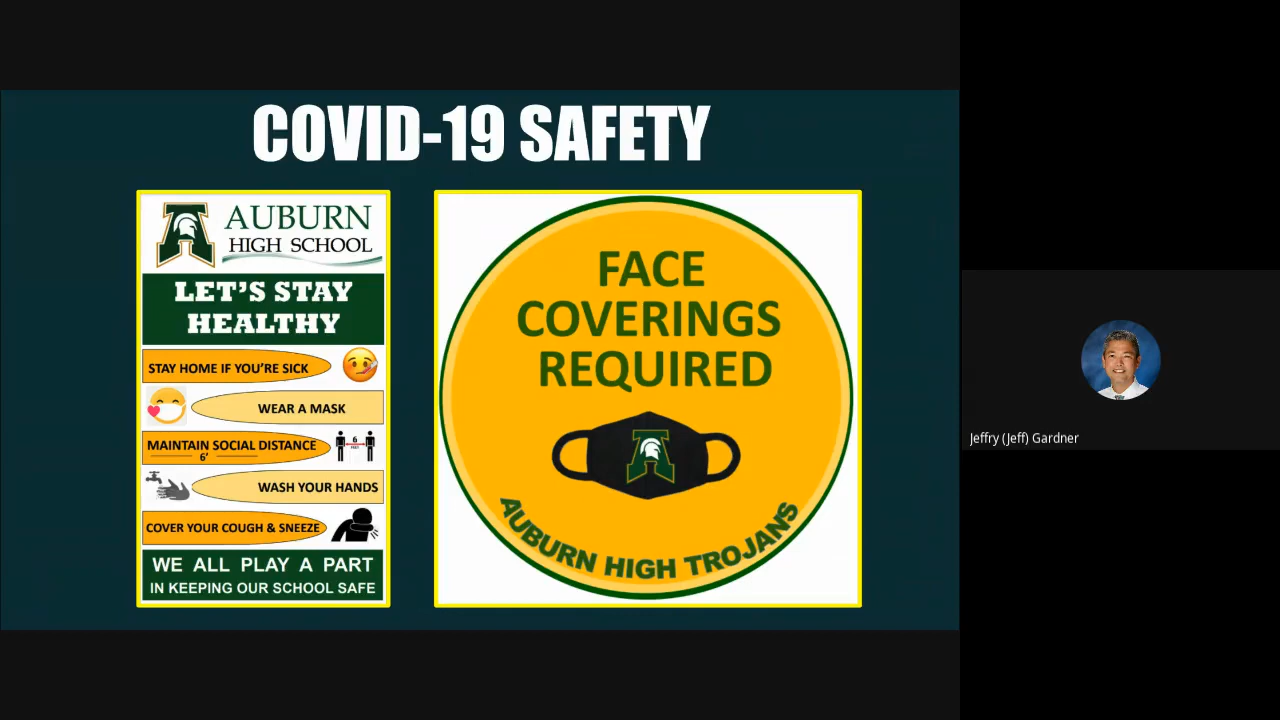 COVID-19 SAFETY
AUBURN
HIGH SCHOOL
LET'S STAY
HEALTHY
STAY HOME IF YOU'RE SICK
WEAR A MASK
MAINTAIN SOCIAL DISTANCE
6'
6
FEET
WASH YOUR HANDS
COVER YOUR COUGH & SNEEZE
WE ALL PLAY A PART
IN KEEPING OUR SCHOOL SAFE
FACE
COVERINGS
REQUIRED
AUBURN HIGH TROJANS
Jeffry (Jeff) Gardner